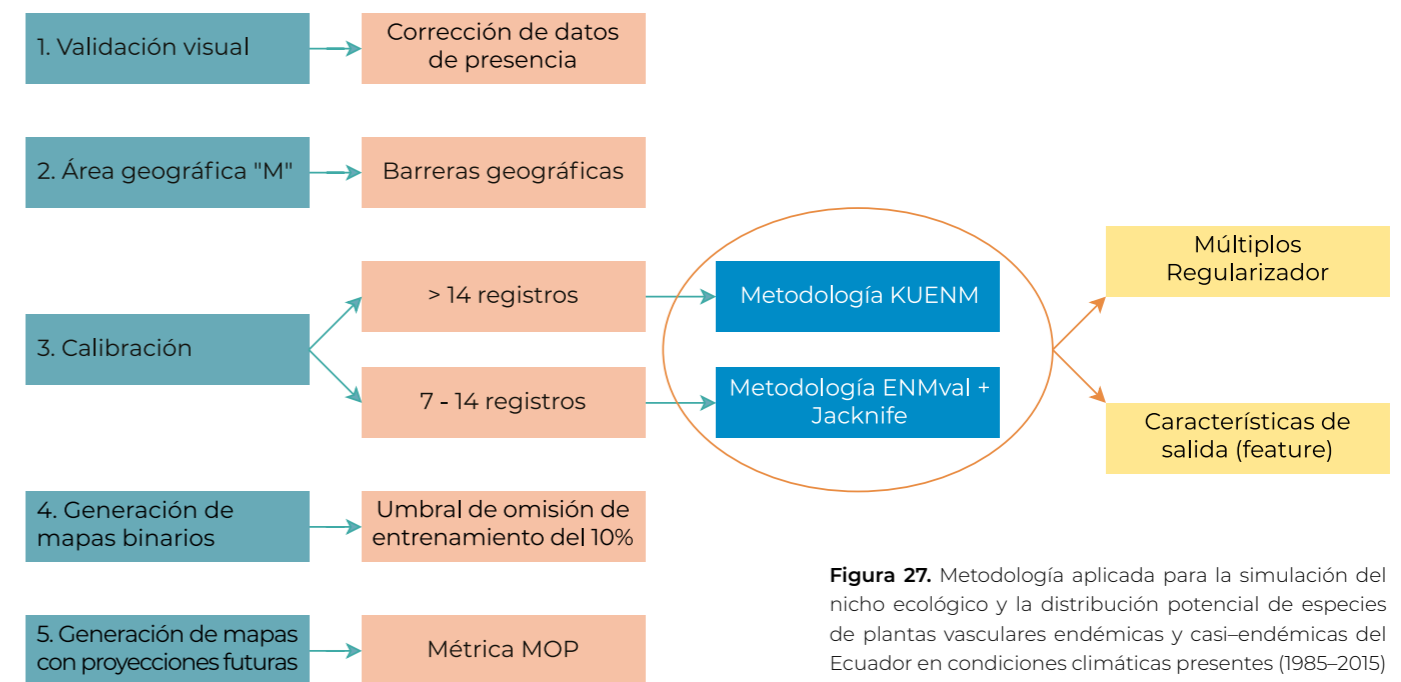 1. Validación visual
Corrección de datos
de presencia
2. Área geográfica "M"
Barreras geográficas
3. Calibración
> 14 registros
Metodología KUENM
7 - 14 registros
Metodología ENMval +
Jacknife
Múltiplos
Regularizador
Características de
salida (feature)
4. Generación de
mapas binarios
Umbral de omisión de
entrenamiento del 10%
5. Generación de mapas
con proyecciones futuras
Métrica MOP
Figura 27. Metodología aplicada para la simulación del
nicho ecológico y la distribución potencial de especies
de plantas vasculares endémicas y casi–endémicas del
Ecuador en condiciones climáticas presentes (1985–2015)